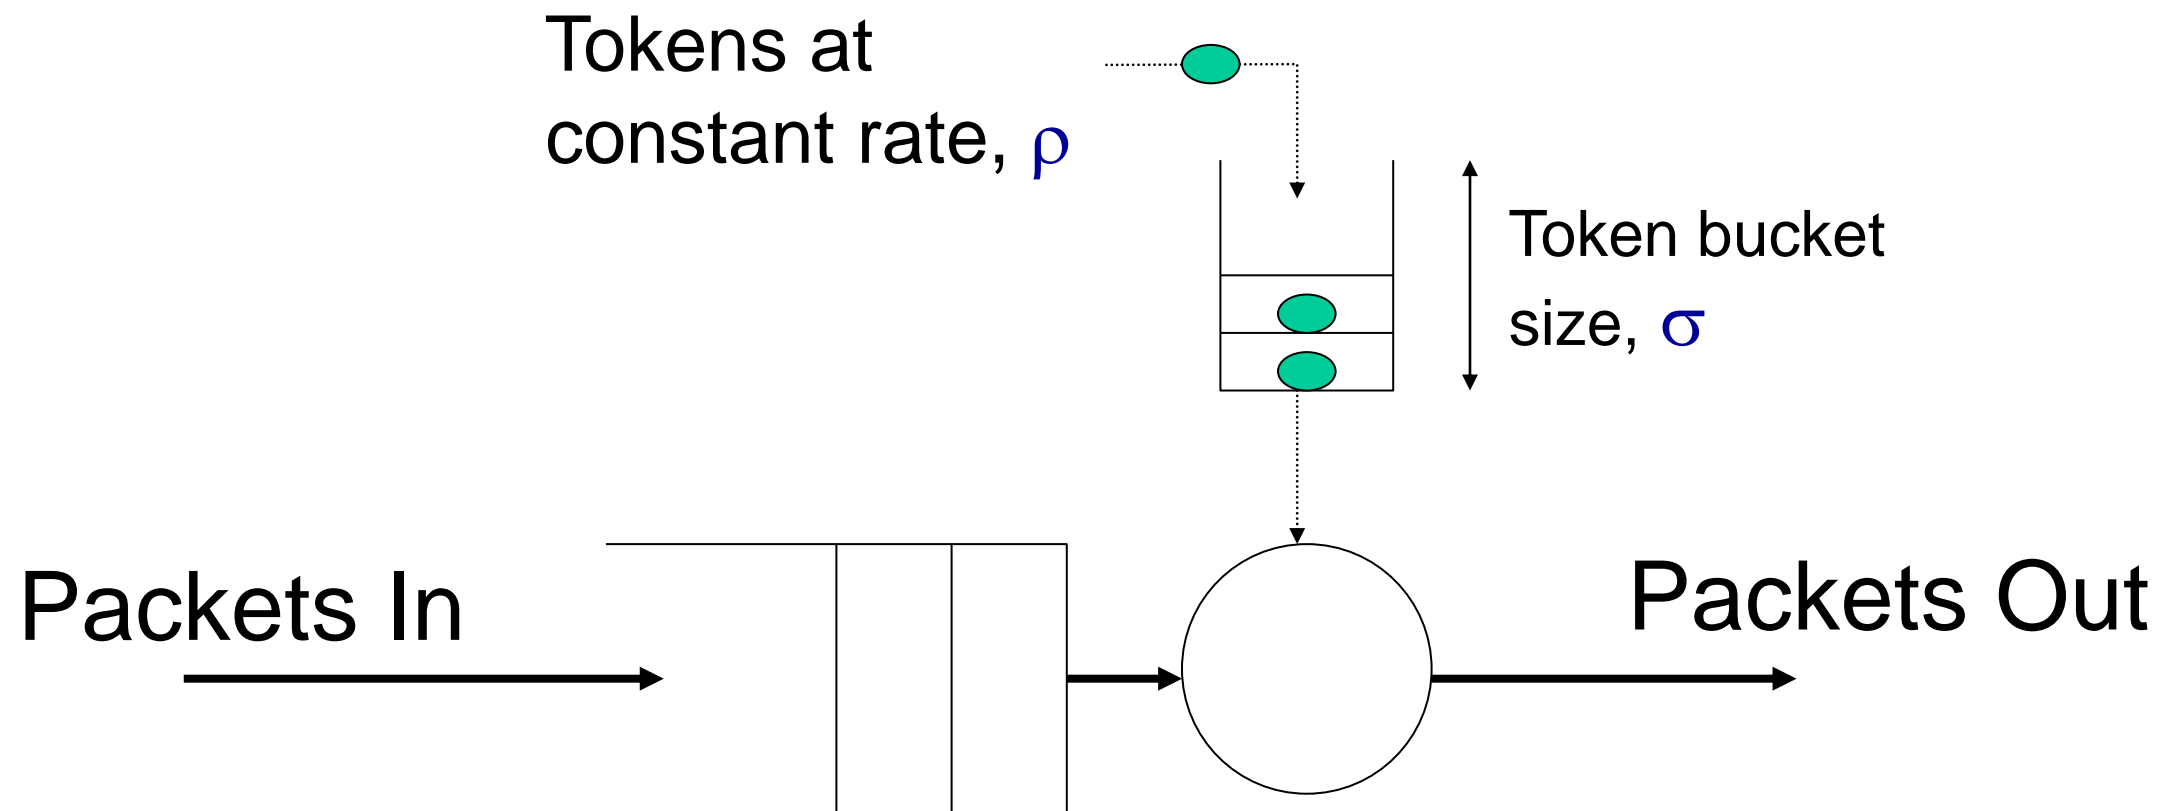 Tokens at
constant rate, ρ
Token bucket
size, σ
Packets In
Packets Out